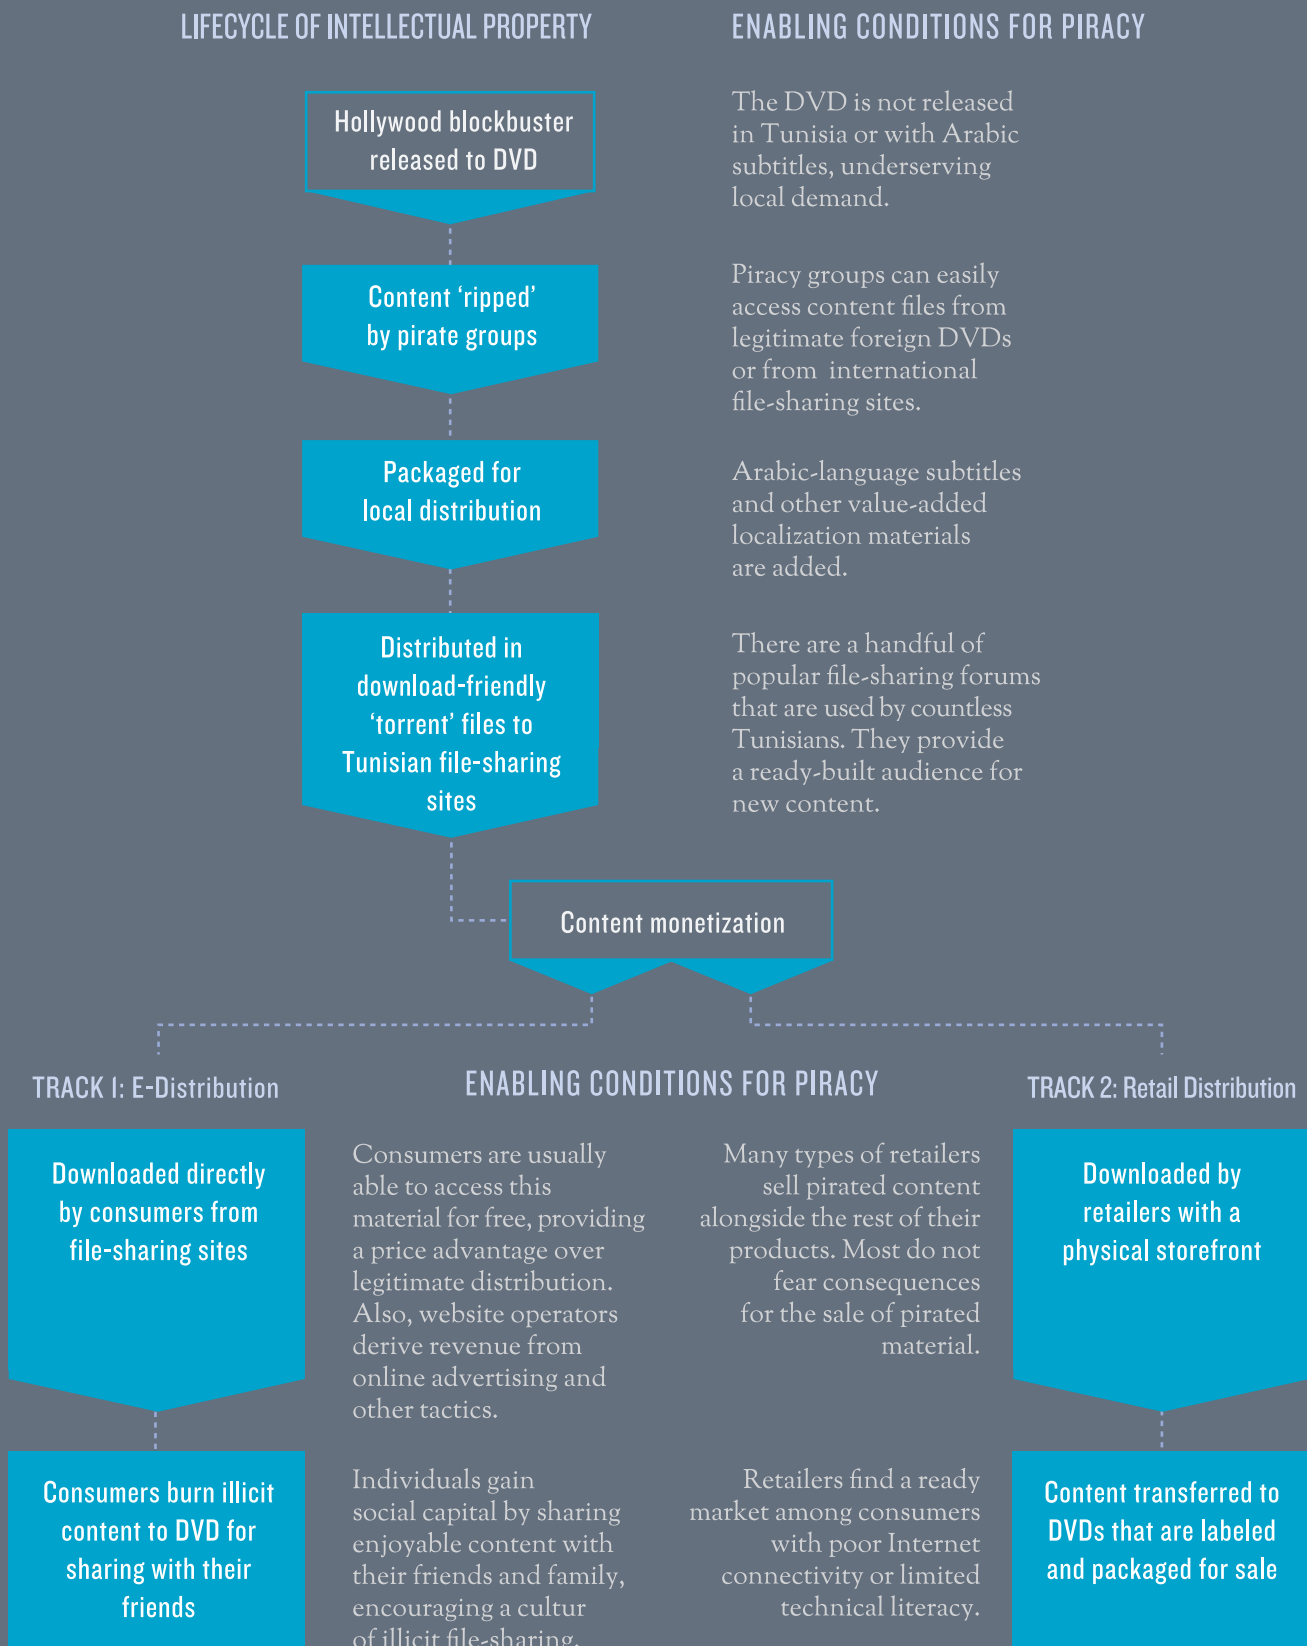 LIFECYCLE OF INTELLECTUAL PROPERTY
ENABLING CONDITIONS FOR PIRACY
Hollywood blockbuster
released to DVD
The DVD is not released
in Tunisia or with Arabic
subtitles, underserving
local demand.
Content ‘ripped’
by pirate groups
Piracy groups can easily
access content files from
legitimate foreign DVDs
or from international
file-sharing sites.
Packaged for
local distribution
Arabic-language subtitles
and other value-added
localization materials
are added.
Distributed in
download-friendly
‘torrent’ files to
Tunisian file-sharing
sites
There are a handful of
popular file-sharing forums
that are used by countless
Tunisians. They provide
a ready-built audience for
new content.
Content monetization
TRACK 1: E-Distribution
ENABLING CONDITIONS FOR PIRACY
TRACK 2: Retail Distribution
Downloaded directly
by consumers from
file-sharing sites
Consumers are usually
able to access this
material for free, providing
a price advantage over
legitimate distribution.
Also, website operators
derive revenue from
online advertising and
other tactics.
Many types of retailers
sell pirated content
alongside the rest of their
products. Most do not
fear consequences
for the sale of pirated
material.
Downloaded by
retailers with a
physical storefront
Consumers burn illicit
content to DVD for
sharing with their
friends
Individuals gain
social capital by sharing
enjoyable content with
their friends and family,
encouraging a cultur
of illicit file-sharing.
Retailers find a ready
market among consumers
with poor Internet
connectivity or limited
technical literacy.
Content transferred to
DVDs that are labeled
and packaged for sale